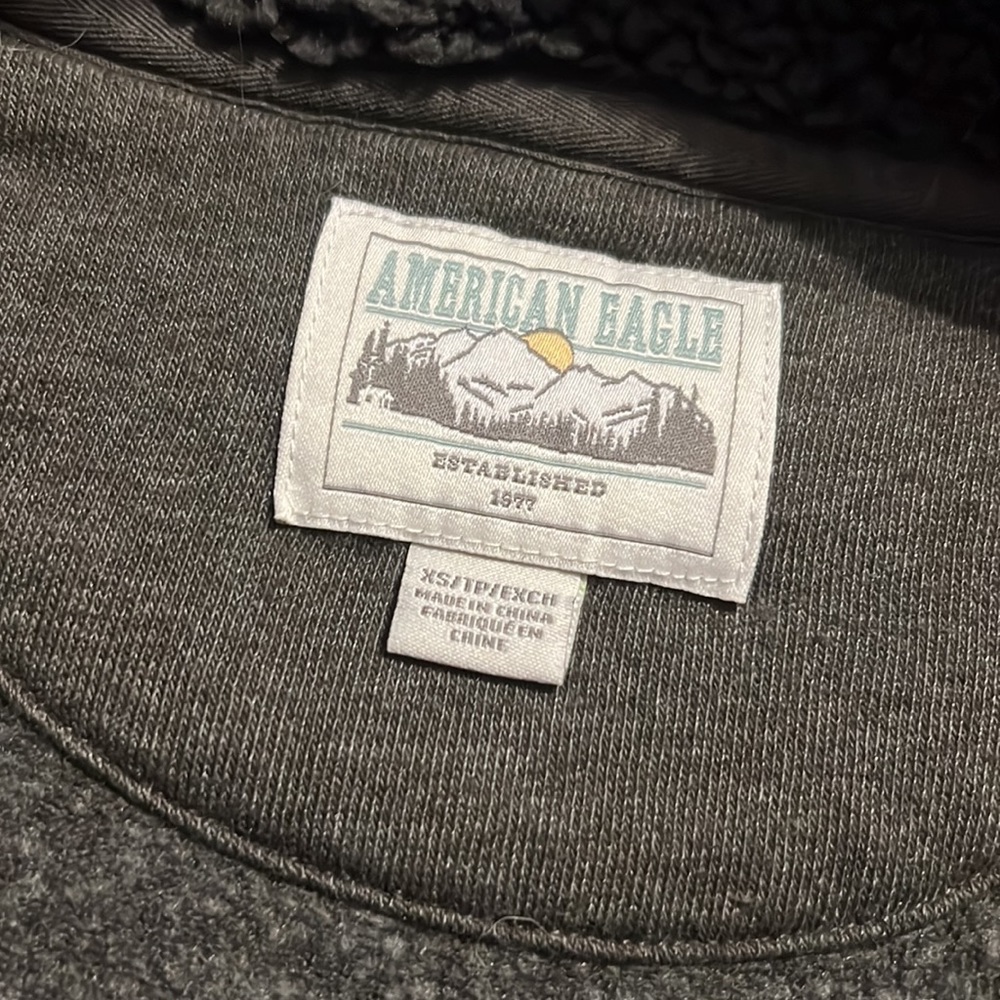 AMERICAN EAGLE
ESTABLISHED
1977
XS/TP/EXCH
MADE IN CHINA
FABRIQUÉ EN
CHINE